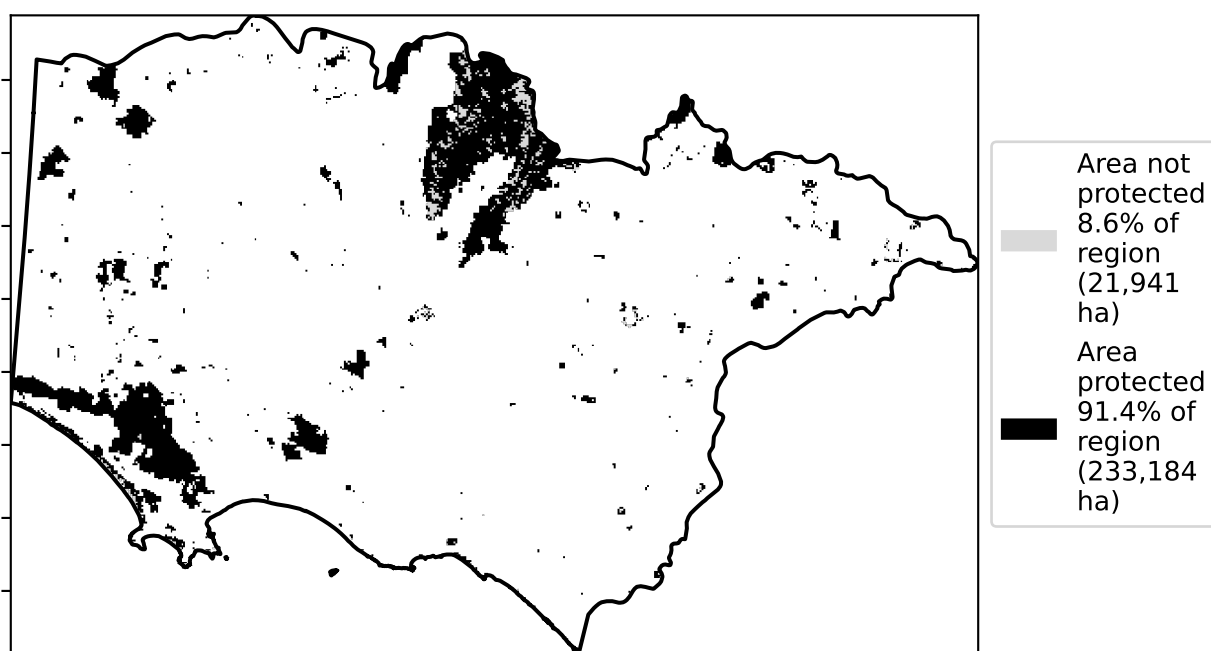 Area not
protected
8.6% of
region
(21,941
ha)
Area
protected
91.4% of
region
(233,184
ha)